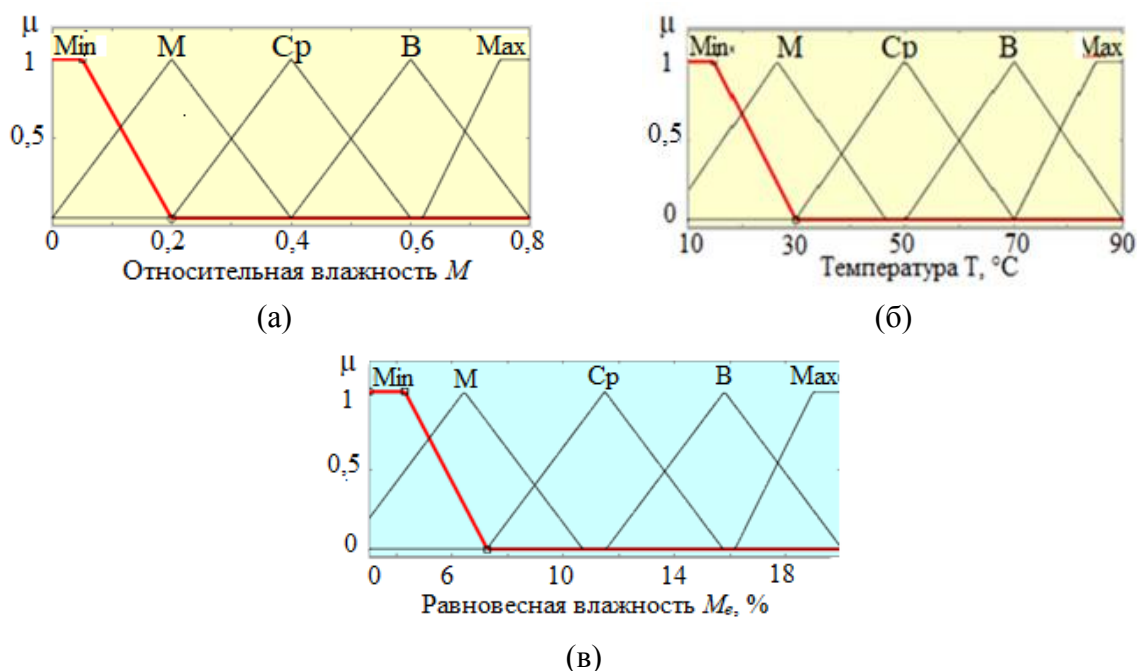 μ
Min М Ср В Max
1
0,5
0
0 0,2 0,4 0,6 0,8
Относительная влажность M
(а)
μ
Min М Ср В Max
1
0,5
0
10 30 50 70 90
Температура Т, °С
(б)
μ
Min М Ср В Max
1
0,5
0
0 6 10 14 18
Равновесная влажность Mₑ, %
(в)